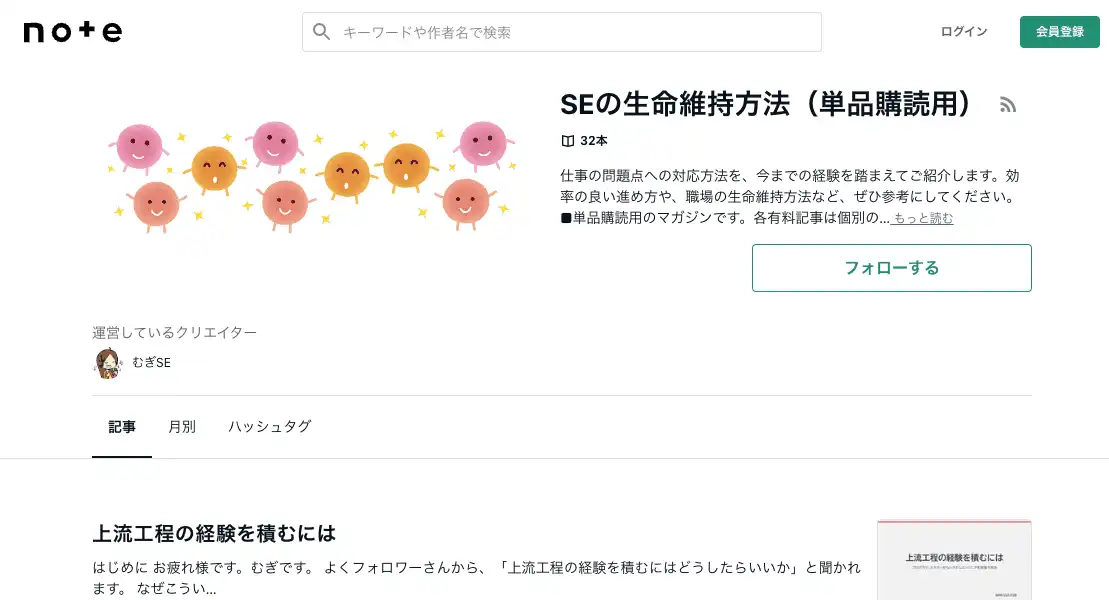 note
キーワードや作者名で検索
ログイン
会員登録
SEの生命維持方法（単品購読用）
32本
仕事の問題点への対応方法を、今までの経験を踏まえてご紹介します。効
率の良い進め方や、職場の生命維持方法など、ぜひ参考にしてください。
■単品購読用のマガジンです。各有料記事は個別の... もっと読む
フォローする
運営しているクリエイター
むぎSE
記事
月別
ハッシュタグ
上流工程の経験を積むには
はじめに お疲れ様です。むぎです。 よくフォロワーさんから、「上流工程の経験を積むにはどうしたらいいか」と聞かれ
ます。 なぜこうい...
上流工程の経験を積むには